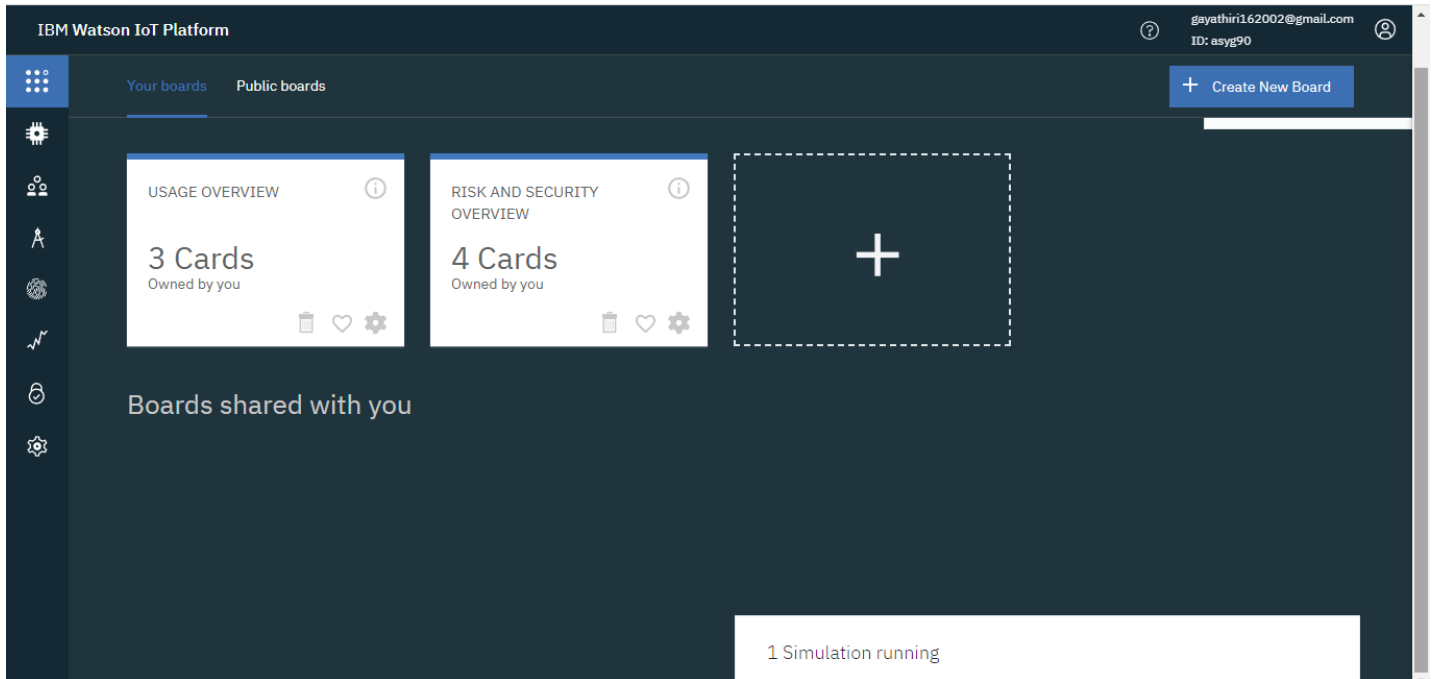 IBM Watson IoT Platform
gayathiri162002@gmail.com
ID: asyg90
Your boards
Public boards
Create New Board
USAGE OVERVIEW
3 Cards
Owned by you
RISK AND SECURITY
OVERVIEW
4 Cards
Owned by you
Boards shared with you
1 Simulation running